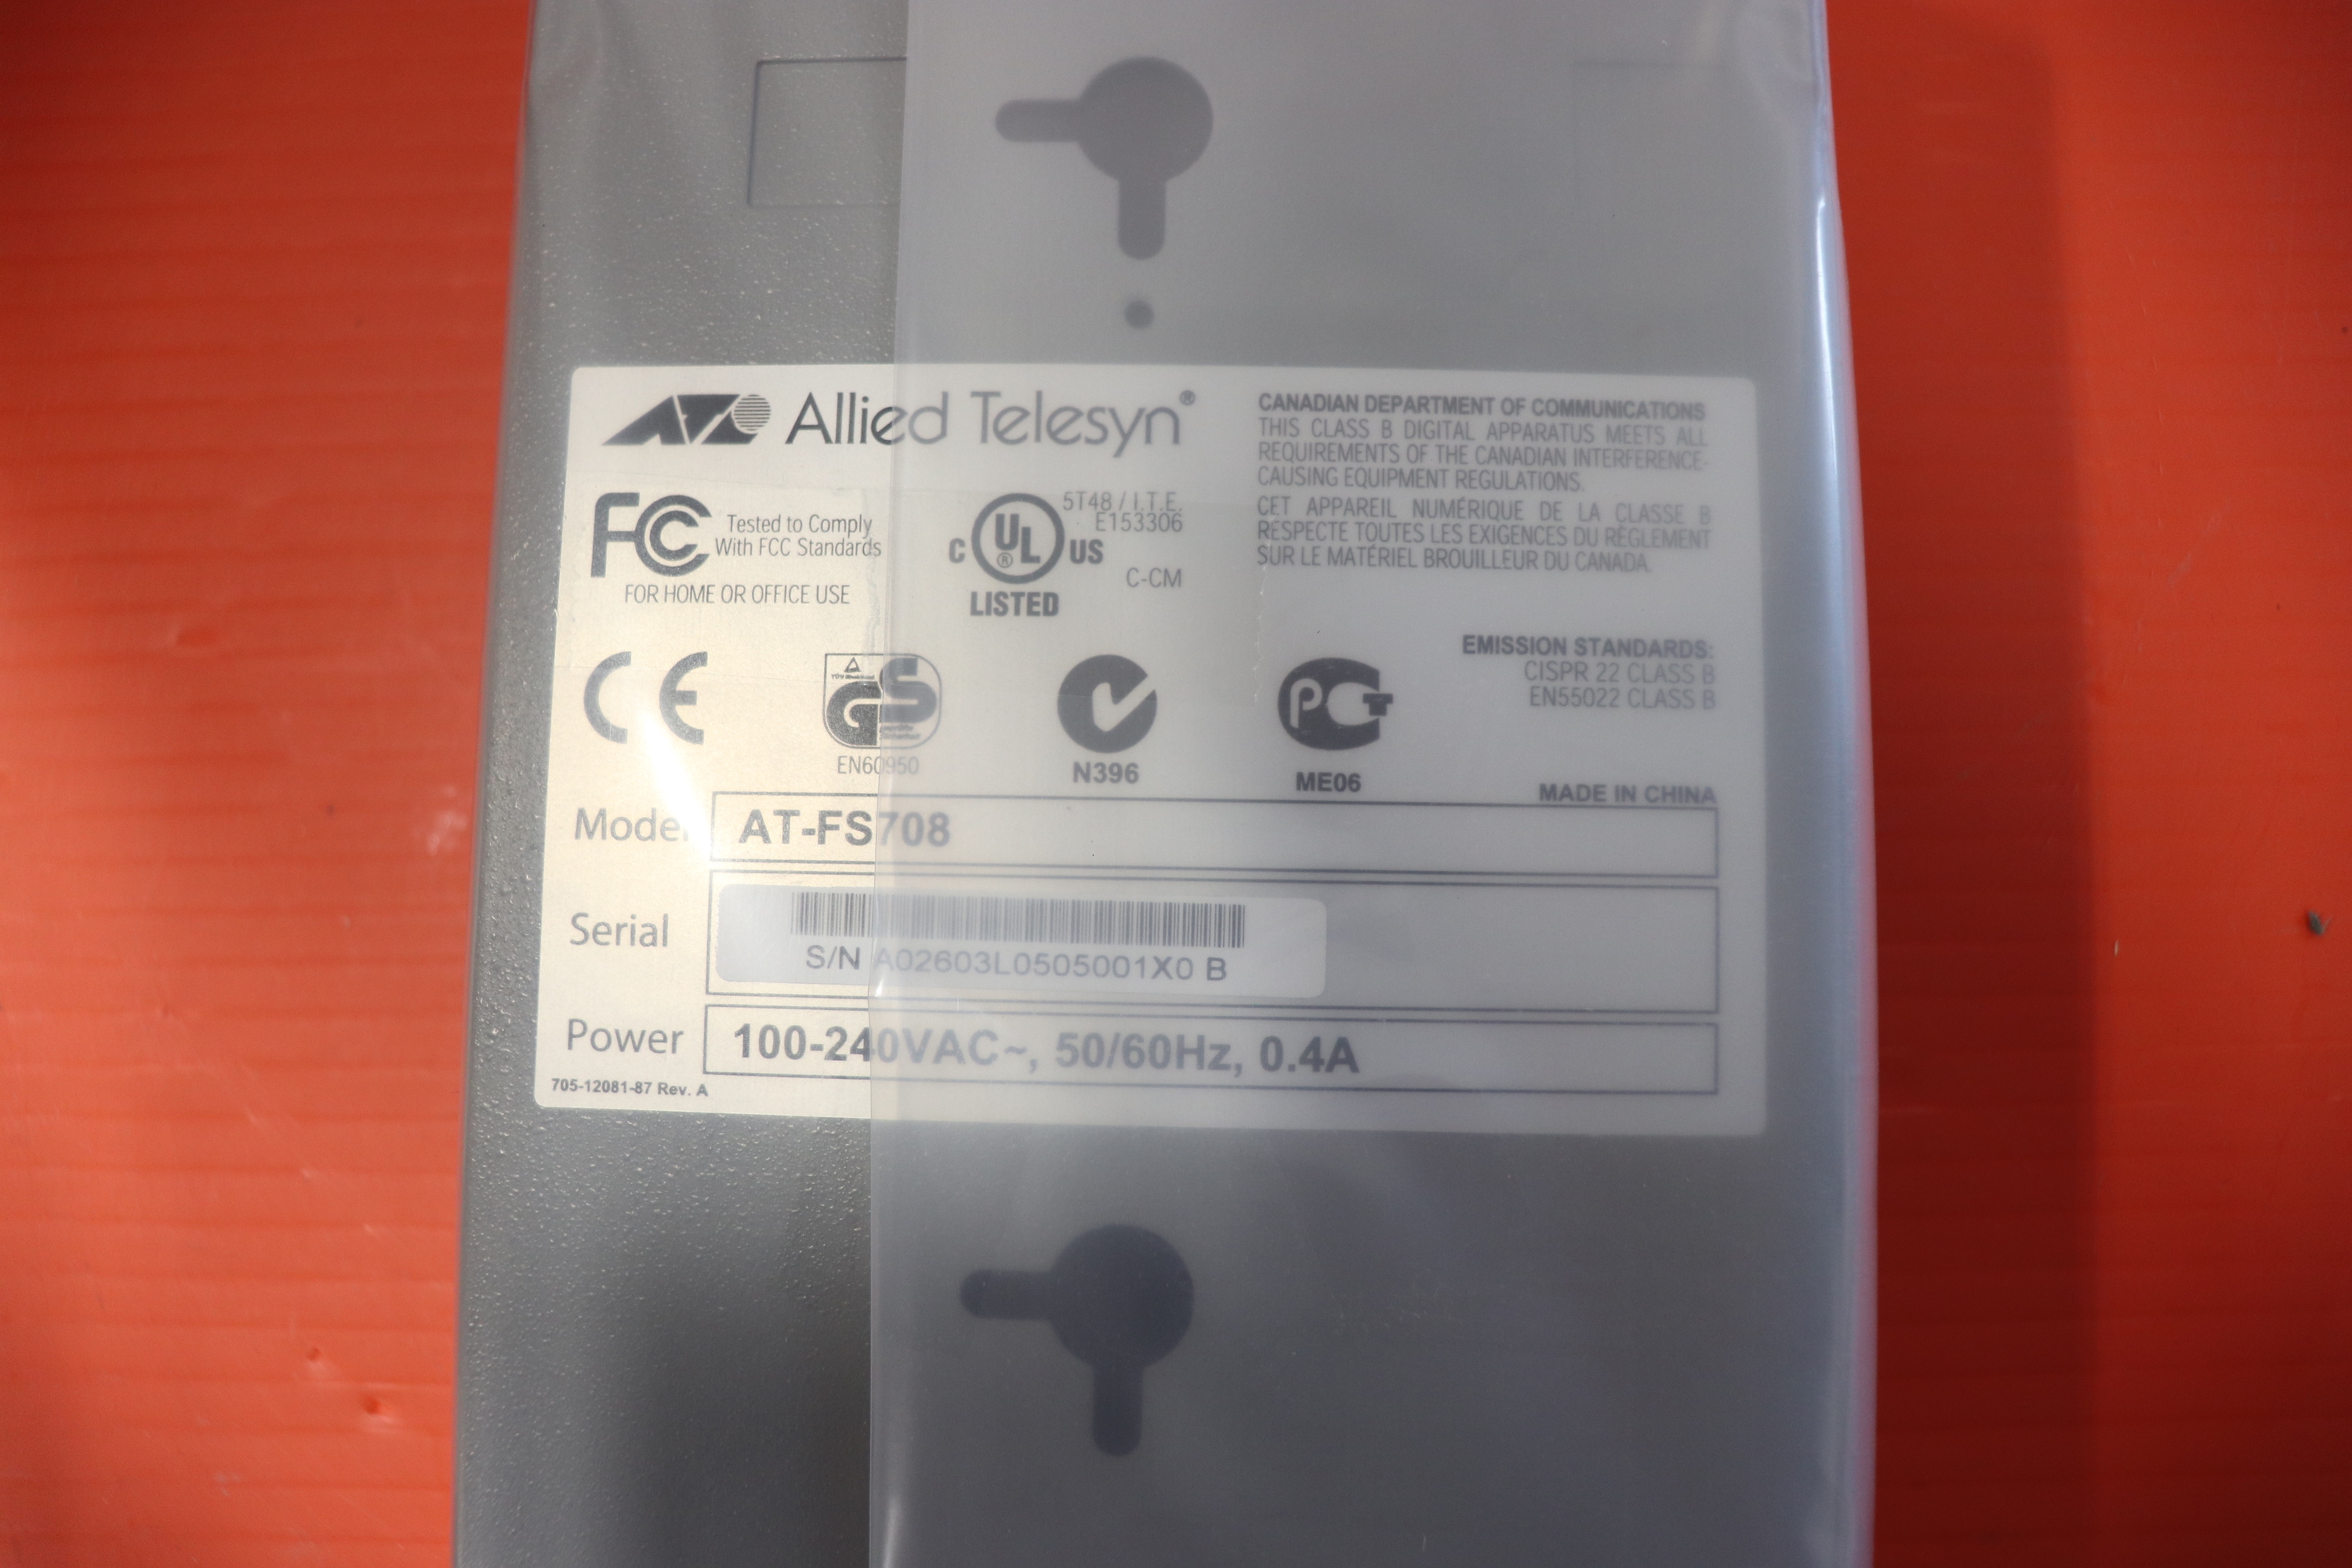 Allied Telesyn®
CANADIAN DEPARTMENT OF COMMUNICATIONS
THIS CLASS B DIGITAL APPARATUS MEETS ALL
REQUIREMENTS OF THE CANADIAN INTERFERENCE-
CAUSING EQUIPMENT REGULATIONS.
CET APPAREIL NUMÉRIQUE DE LA CLASSE B
RESPECTE TOUTES LES EXIGENCES DU RÈGLEMENT
SUR LE MATÉRIEL BROUILLEUR DU CANADA.
FC Tested to Comply
With FCC Standards
FOR HOME OR OFFICE USE
5T48 / I.T.E.
E153306
C UL® US
C-CM
LISTED
EMISSION STANDARDS:
CISPR 22 CLASS B
EN55022 CLASS B
CE
GS
EN60950
N396
PCT
ME06
MADE IN CHINA
Model AT-FS708
Serial
S/N A02603L0505001X0 B
Power 100-240VAC~, 50/60Hz, 0.4A
705-12081-87 Rev. A